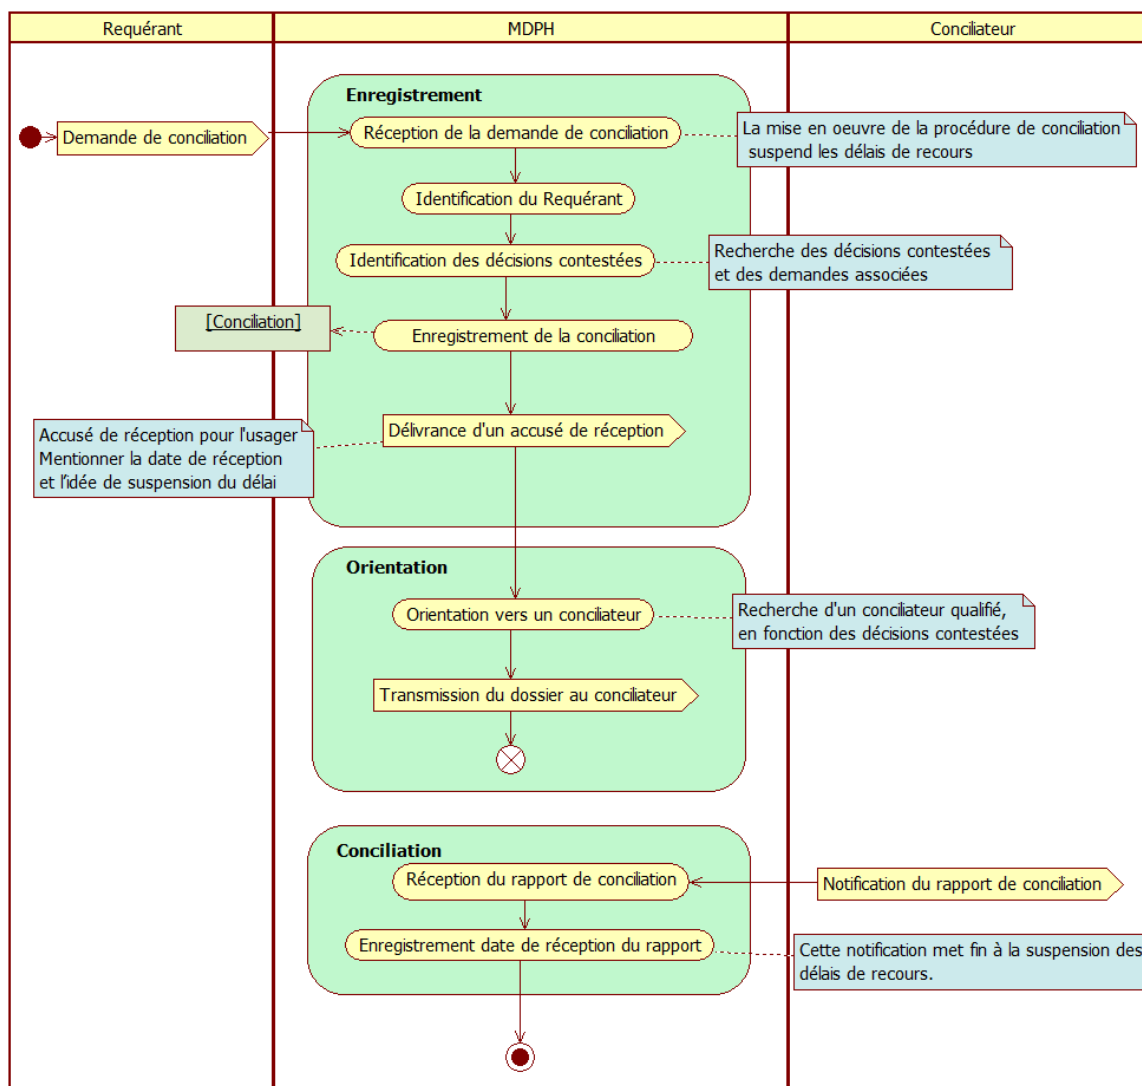 Requérant
MDPH
Conciliateur
Enregistrement
Demande de conciliation
Réception de la demande de conciliation
La mise en oeuvre de la procédure de conciliation
suspend les délais de recours
Identification du Requérant
Identification des décisions contestées
Recherche des décisions contestées
et des demandes associées
[Conciliation]
Enregistrement de la conciliation
Accusé de réception pour l'usager
Mentionner la date de réception
et l'idée de suspension du délai
Délivrance d'un accusé de réception
Orientation
Orientation vers un conciliateur
Recherche d'un conciliateur qualifié,
en fonction des décisions contestées
Transmission du dossier au conciliateur
Conciliation
Réception du rapport de conciliation
Notification du rapport de conciliation
Enregistrement date de réception du rapport
Cette notification met fin à la suspension des
délais de recours.